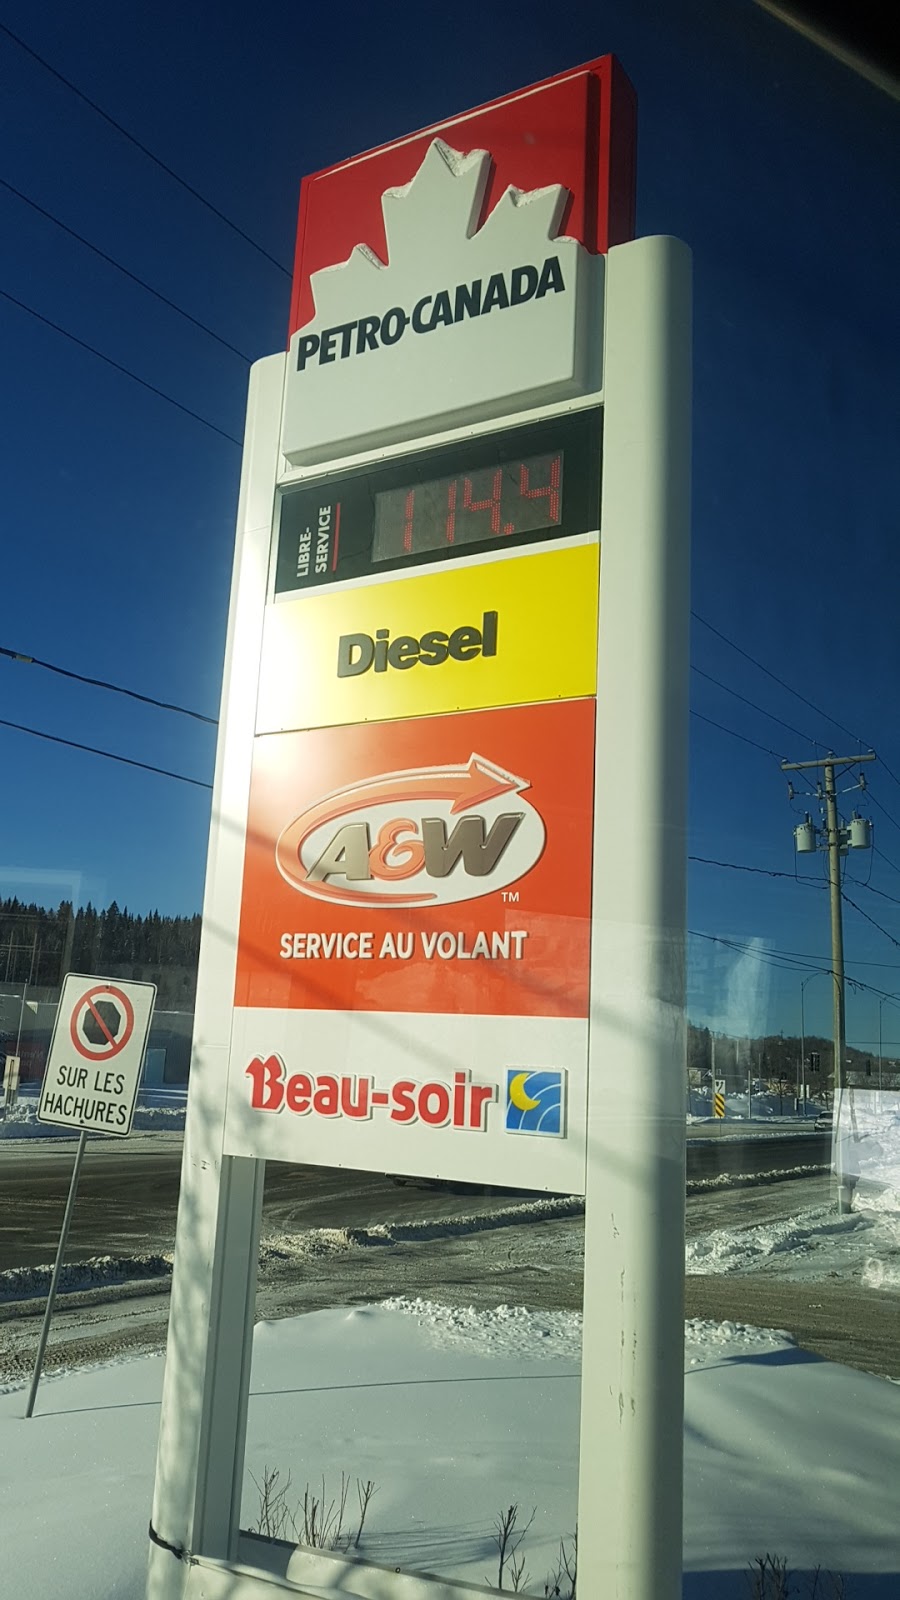 PETRO-CANADA
LIBRE-
SERVICE
114.4
Diesel
A&W
TM
SERVICE AU VOLANT
Beau-soir
SUR LES
HACHURES